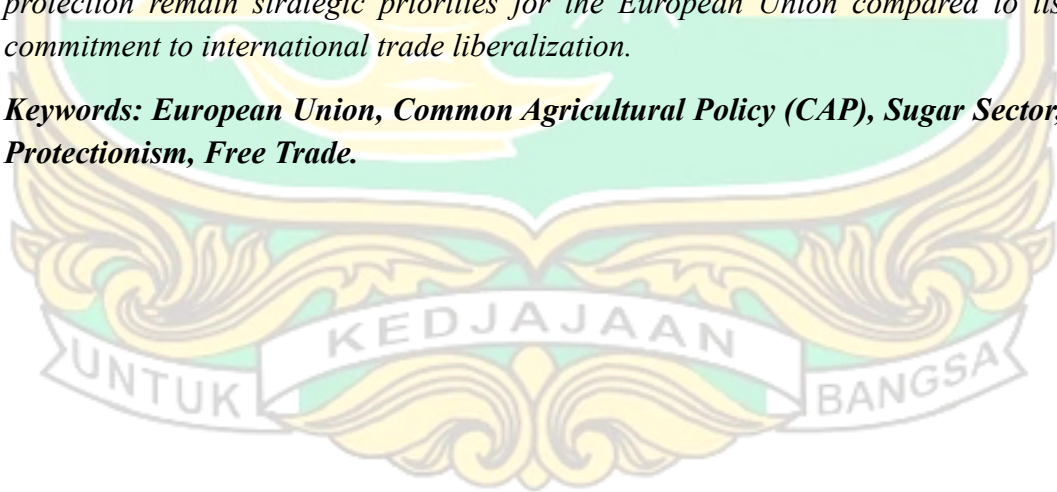 protection remain strategic priorities for the European Union compared to its
commitment to international trade liberalization.
Keywords: European Union, Common Agricultural Policy (CAP), Sugar Sector,
Protectionism, Free Trade.
UNTUK KEDJAJAAN BANGSA